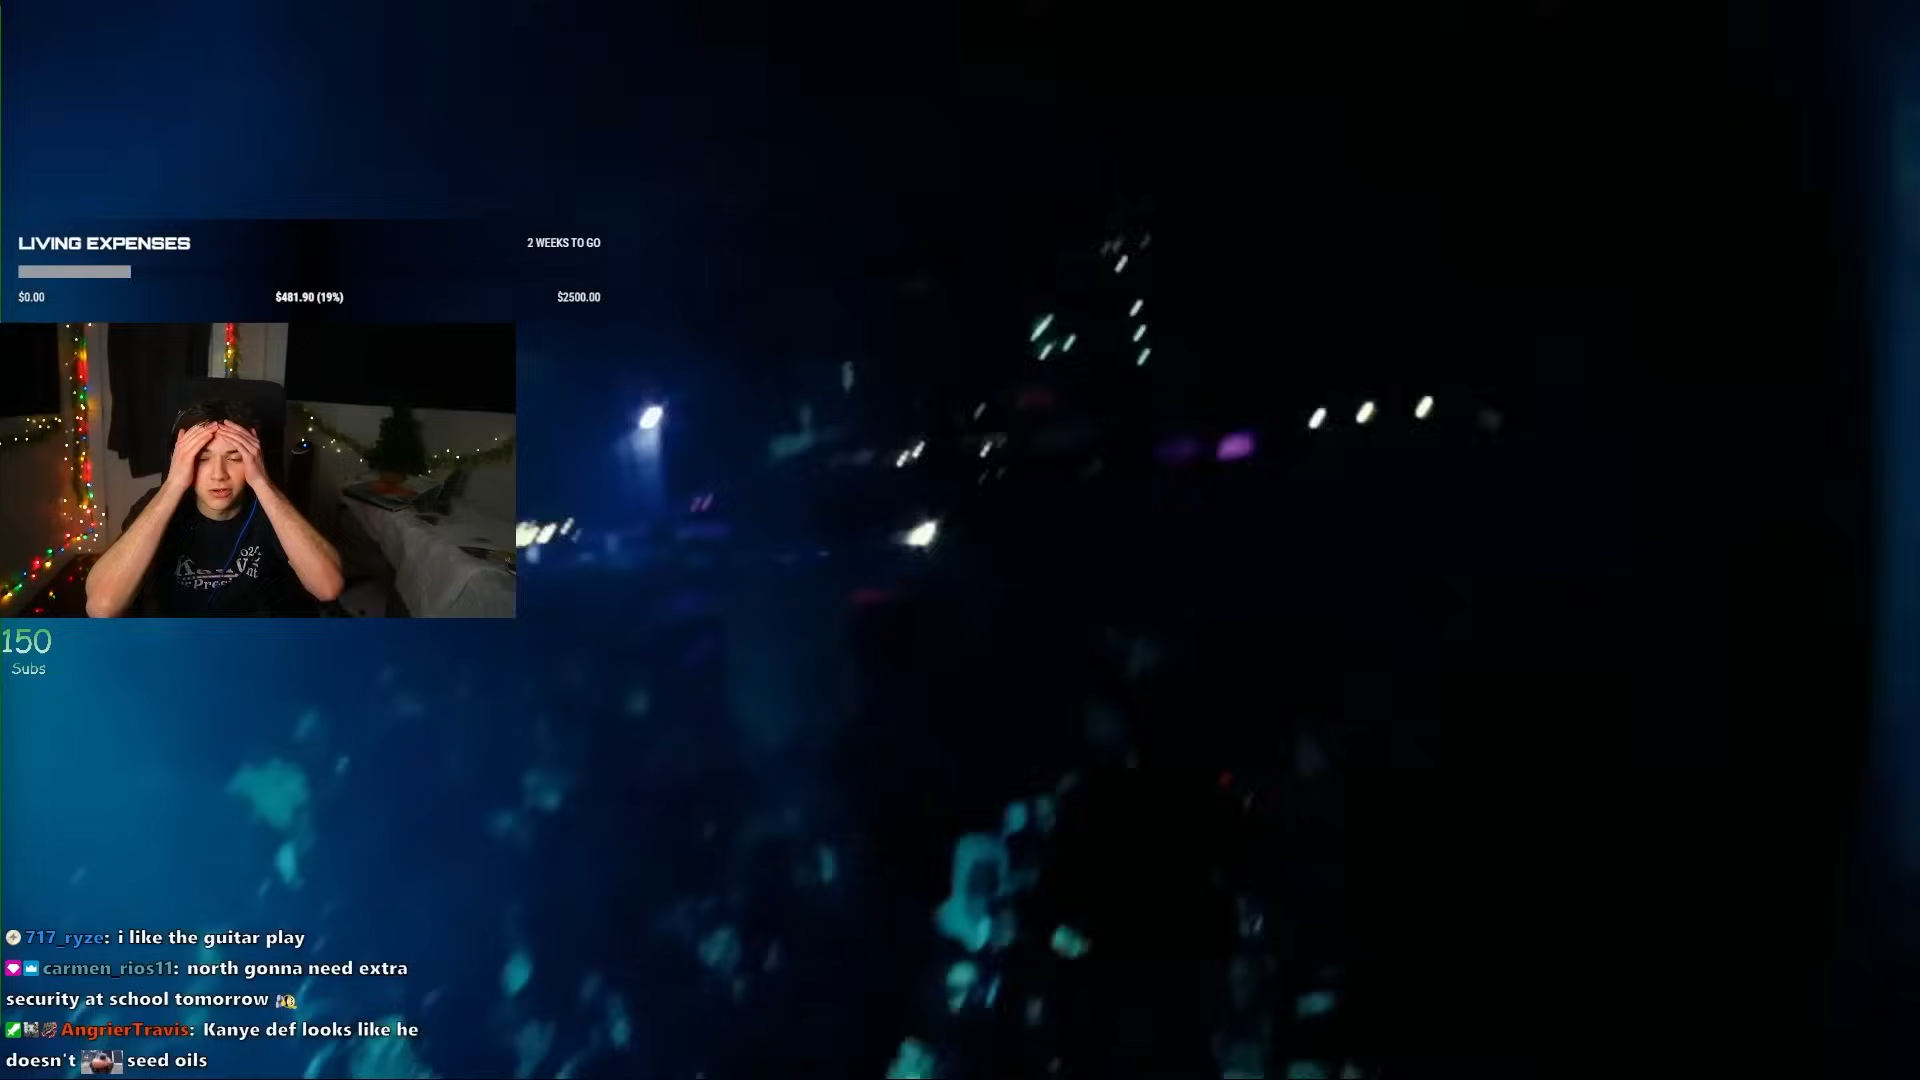 LIVING EXPENSES
2 WEEKS TO GO
$0.00
$481.90 (19%)
$2500.00
150
Subs
717_ryze: i like the guitar play
carmen_rios11: north gonna need extra
security at school tomorrow
AngrierTravis: Kanye def looks like he
doesn't seed oils